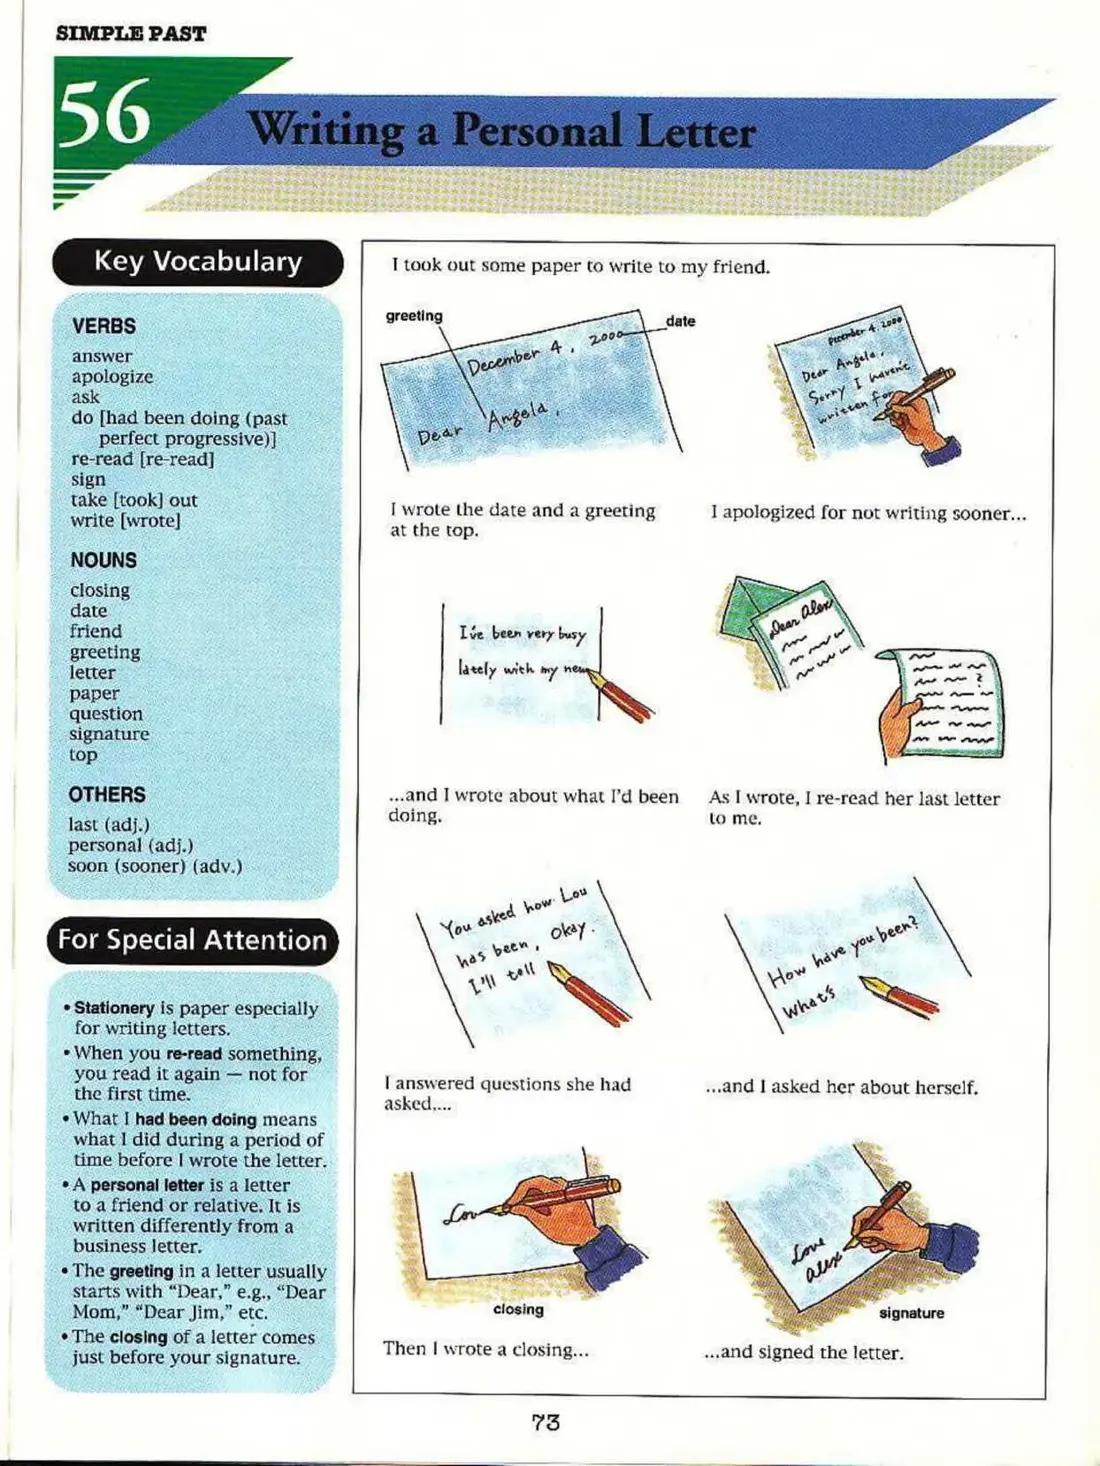 SIMPLE PAST
56
Writing a Personal Letter
Key Vocabulary
VERBS
answer
apologize
ask
do [had been doing (past
perfect progressive)]
re-read [re-read]
sign
take [took] out
write [wrote]
NOUNS
closing
date
friend
greeting
letter
paper
question
signature
top
OTHERS
last (adj.)
personal (adj.)
soon (sooner) (adv.)
For Special Attention
• Stationery is paper especially
for writing letters.
• When you re-read something,
you read it again — not for
the first time.
• What I had been doing means
what I did during a period of
time before I wrote the letter.
• A personal letter is a letter
to a friend or relative. It is
written differently from a
business letter.
• The greeting in a letter usually
starts with “Dear,” e.g., “Dear
Mom,” “Dear Jim,” etc.
• The closing of a letter comes
just before your signature.
I took out some paper to write to my friend.
greeting
date
December 4, 2000
Dear Angela,
I wrote the date and a greeting
at the top.
December 4, 2000
Dear Angela,
Sorry I haven't
written for
I apologized for not writing sooner...
I've been very busy
lately with my new
...and I wrote about what I’d been
doing.
Dear Alex
?
As I wrote, I re-read her last letter
to me.
You asked how Lou
has been, Okay.
I'll tell
I answered questions she had
asked,...
How have you been?
What's
...and I asked her about herself.
Lov
closing
Then I wrote a closing...
Love
Alex
signature
...and signed the letter.
73